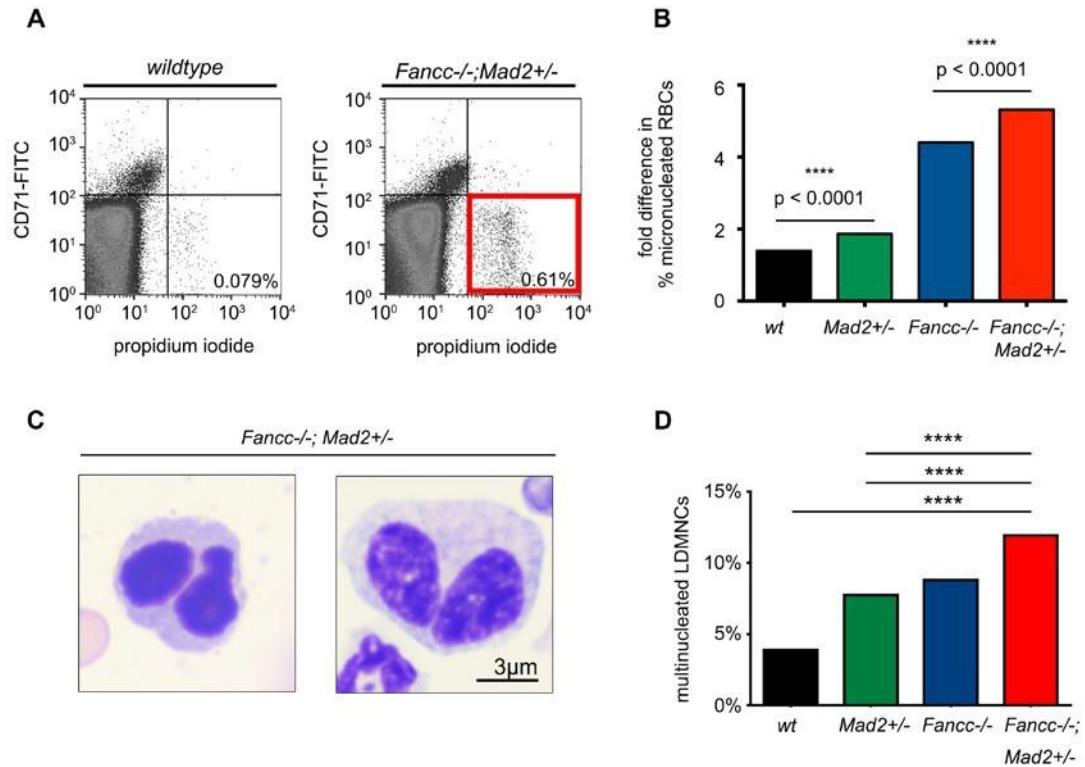 A
wildtype
Fancc-/-;Mad2+/-
CD71-FITC
10⁴
10³
10²
10¹
10⁰
0.079%
10⁰ 10¹ 10² 10³ 10⁴
propidium iodide
CD71-FITC
10⁴
10³
10²
10¹
10⁰
0.61%
10⁰ 10¹ 10² 10³ 10⁴
propidium iodide
B
fold difference in
% micronucleated RBCs
6
4
2
0
****
p < 0.0001
****
p < 0.0001
wt Mad2+/- Fancc-/- Fancc-/-;
Mad2+/-
C
Fancc-/-; Mad2+/-
3µm
D
multinucleated LDMNCs
15%
10%
5%
0%
****
****
****
wt Mad2+/- Fancc-/- Fancc-/-;
Mad2+/-